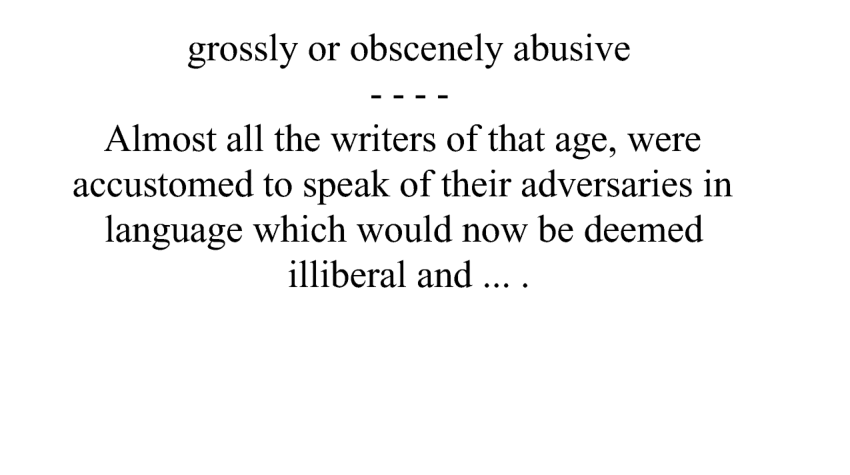 grossly or obscenely abusive
- - - -
Almost all the writers of that age, were
accustomed to speak of their adversaries in
language which would now be deemed
illiberal and ... .